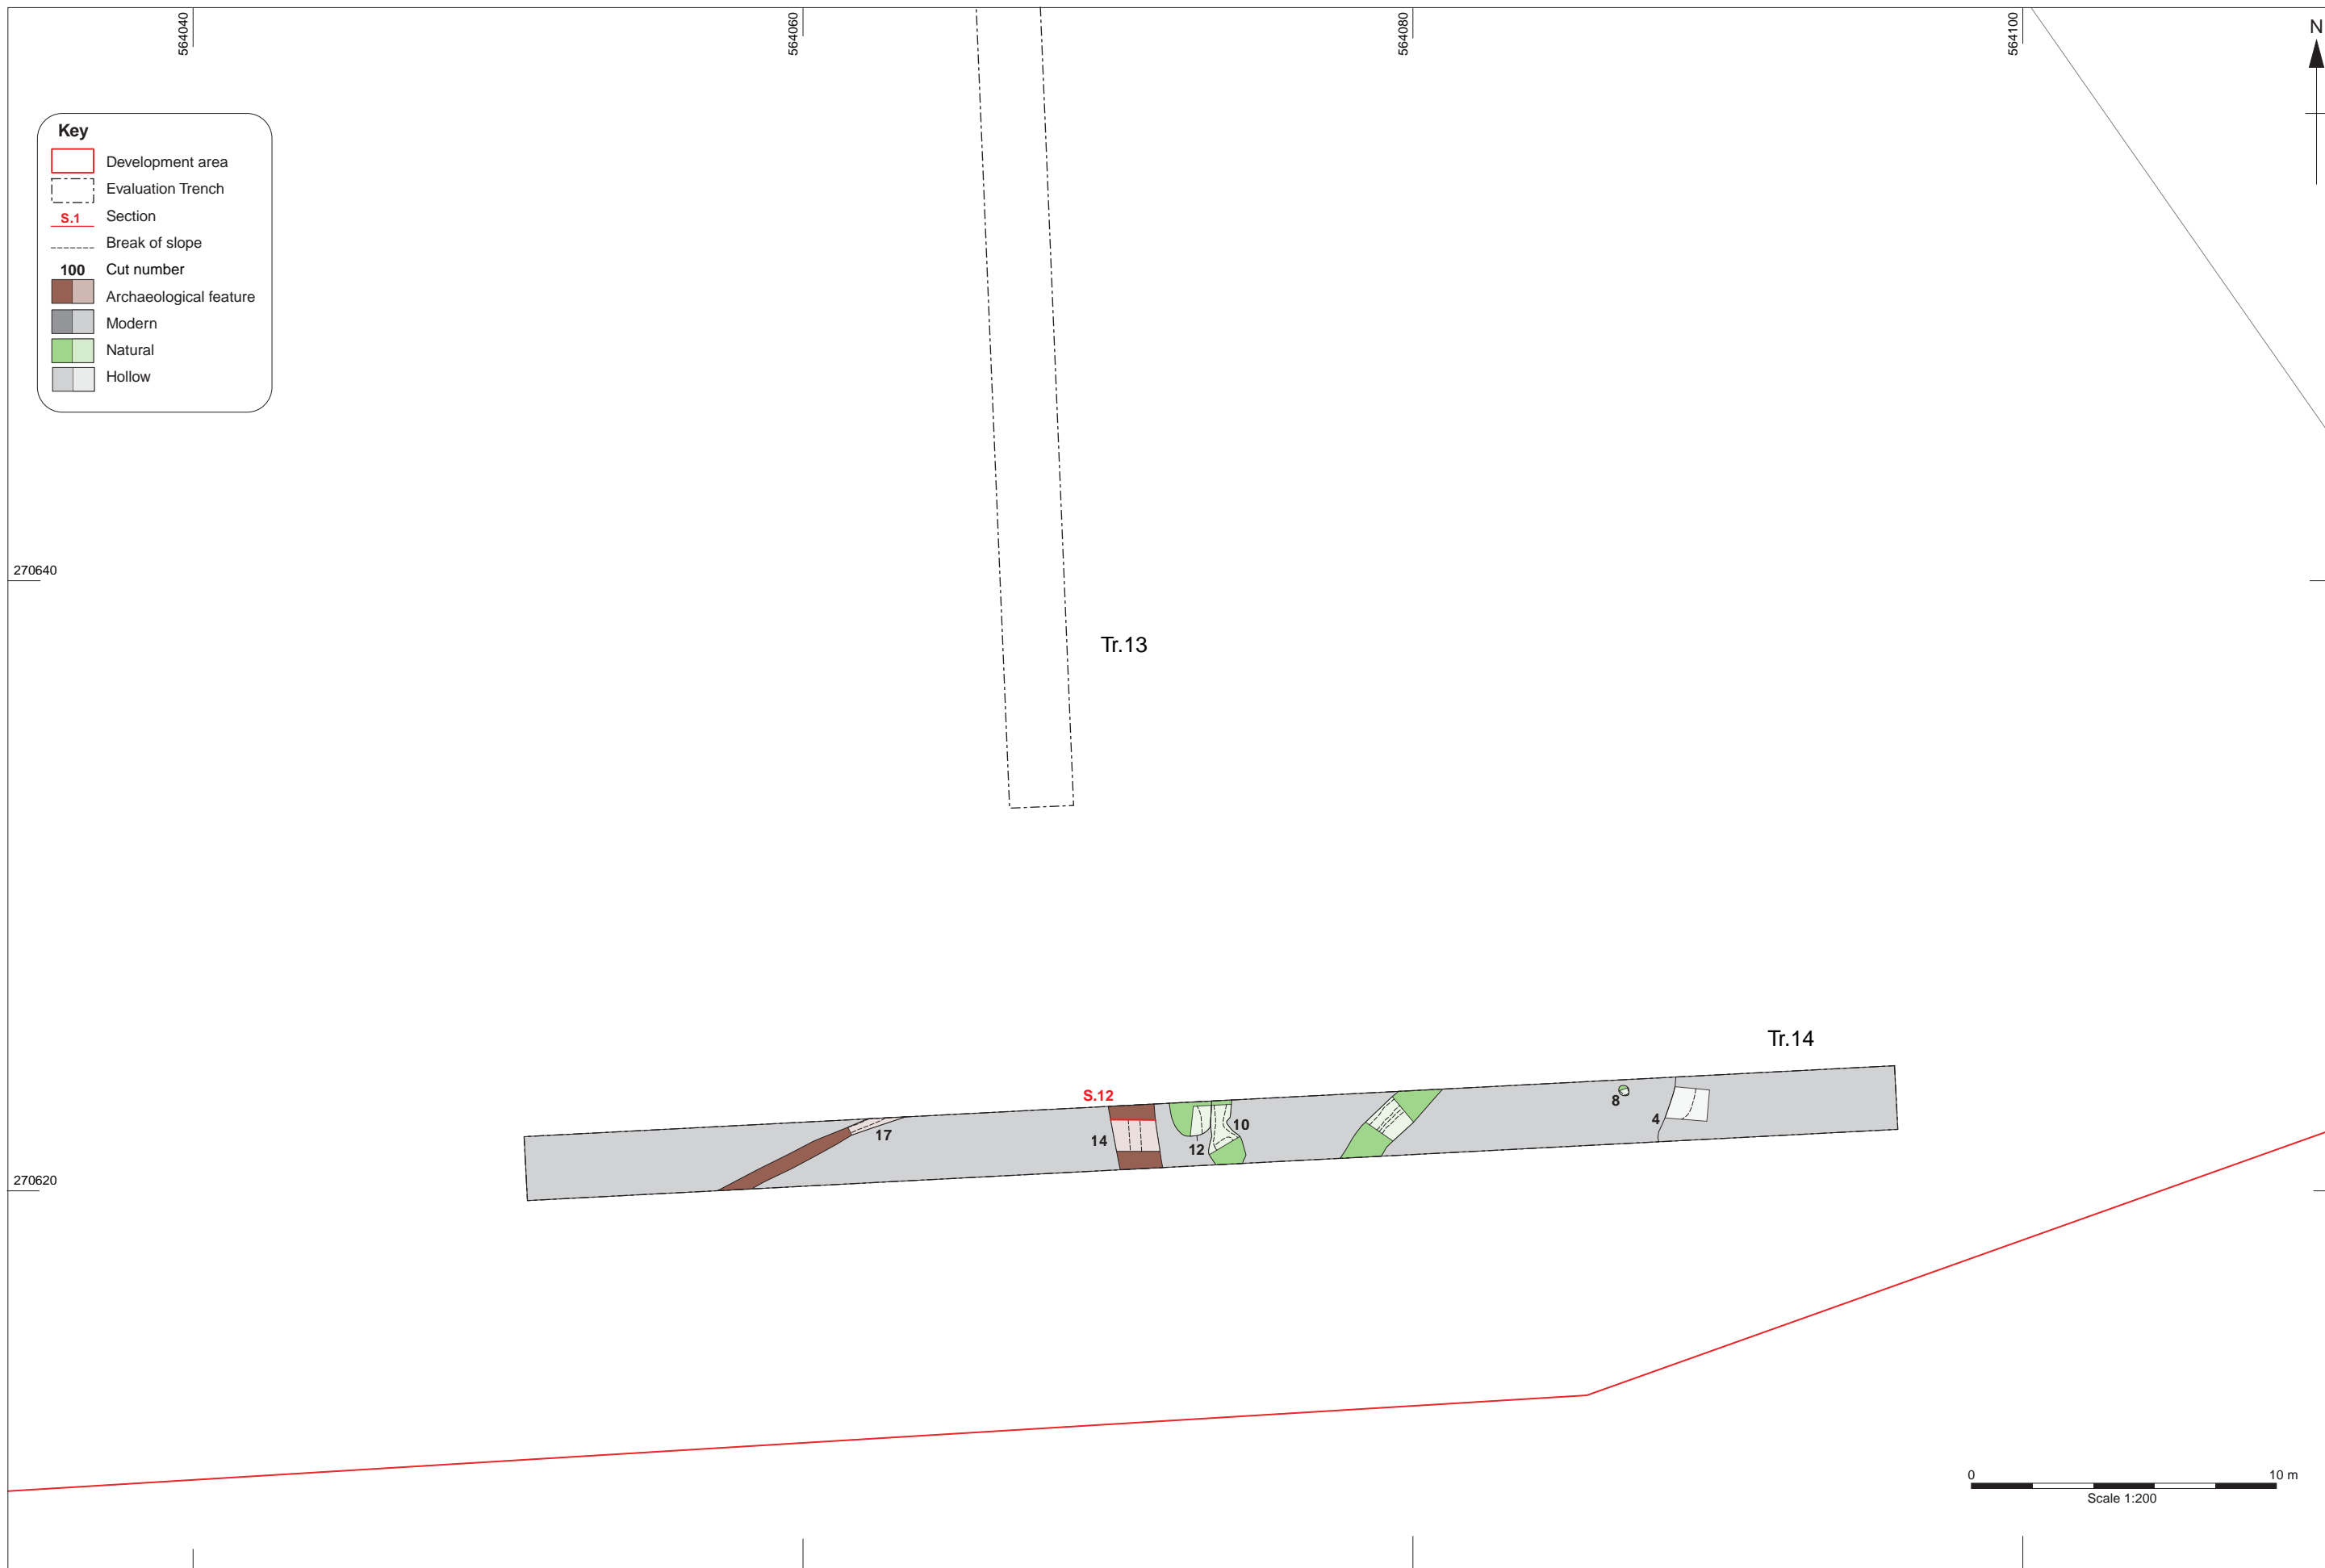 564040
564060
564080
564100
N
Key
Development area
Evaluation Trench
S.1 Section
Break of slope
100 Cut number
Archaeological feature
Modern
Natural
Hollow
270640
Tr.13
Tr.14
S.12
8
4
10
17
14
12
270620
0 10 m
Scale 1:200